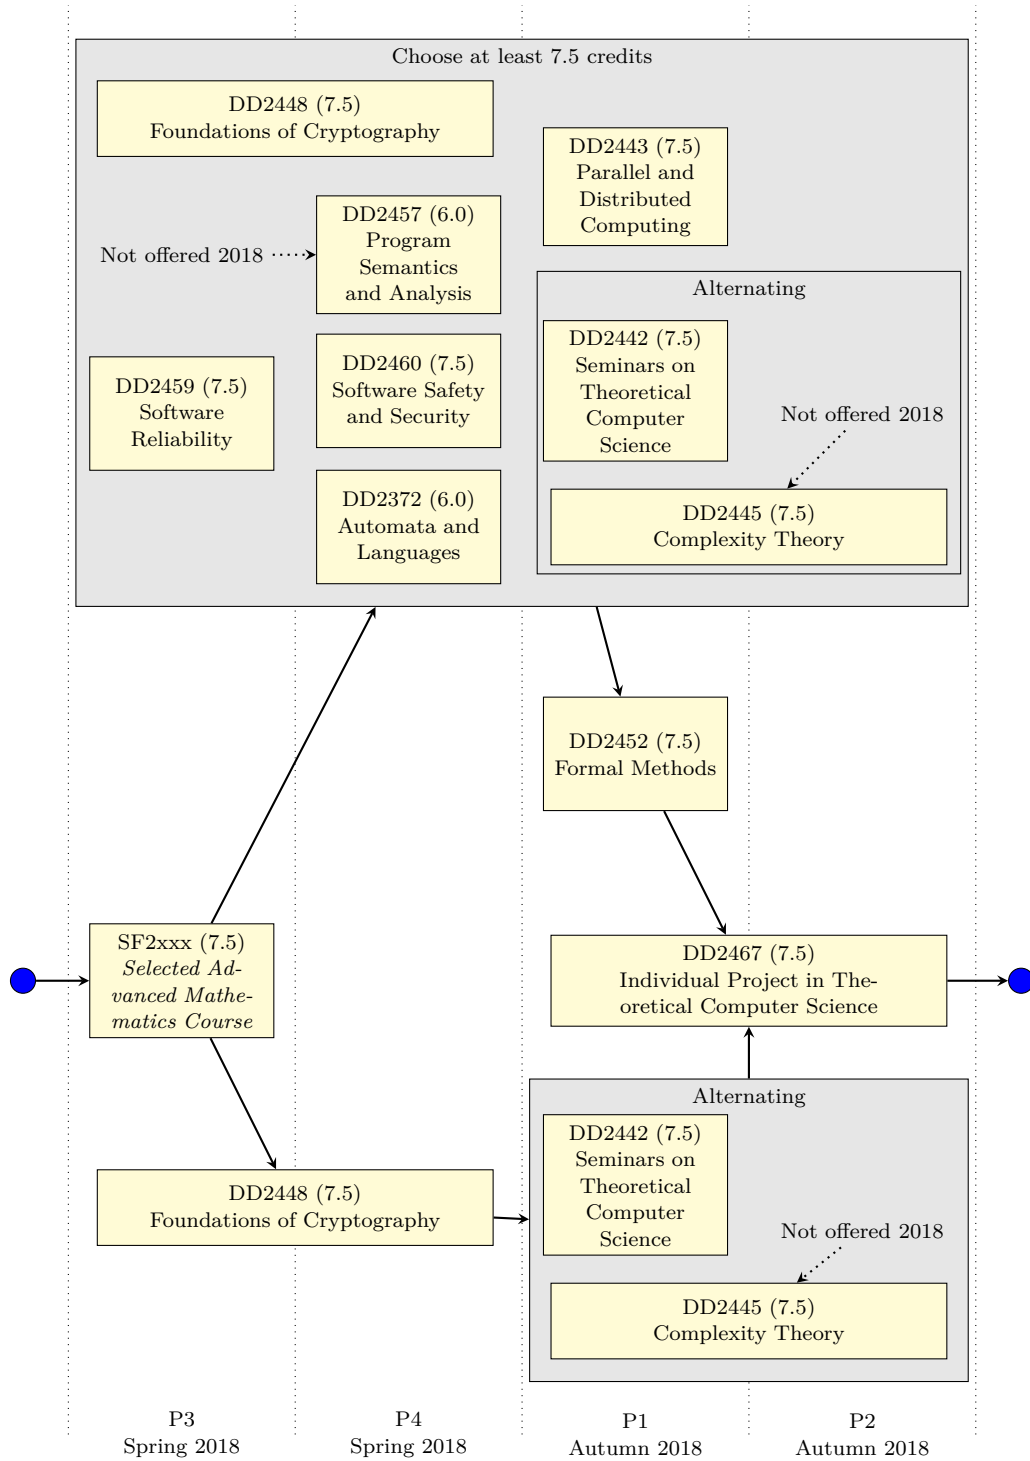 Choose at least 7.5 credits
DD2448 (7.5)
Foundations of Cryptography
DD2443 (7.5)
Parallel and
Distributed
Computing
DD2457 (6.0)
Program
Semantics
and Analysis
Not offered 2018
Alternating
DD2442 (7.5)
Seminars on
Theoretical
Computer
Science
DD2460 (7.5)
Software Safety
and Security
DD2459 (7.5)
Software
Reliability
Not offered 2018
DD2372 (6.0)
Automata and
Languages
DD2445 (7.5)
Complexity Theory
DD2452 (7.5)
Formal Methods
SF2xxx (7.5)
Selected Ad-
vanced Mathe-
matics Course
DD2467 (7.5)
Individual Project in The-
oretical Computer Science
Alternating
DD2442 (7.5)
Seminars on
Theoretical
Computer
Science
DD2448 (7.5)
Foundations of Cryptography
Not offered 2018
DD2445 (7.5)
Complexity Theory
P3
Spring 2018
P4
Spring 2018
P1
Autumn 2018
P2
Autumn 2018